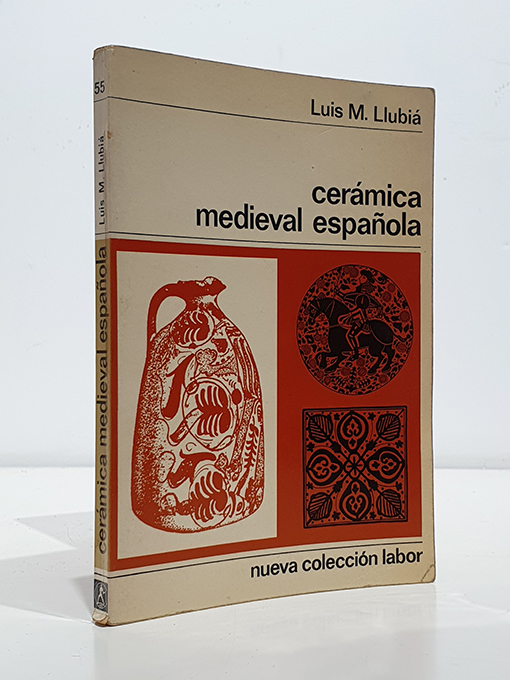 Luis M. Llubiá
cerámica
medieval española
nueva colección labor
55
Luis M. Llubiá
cerámica medieval española